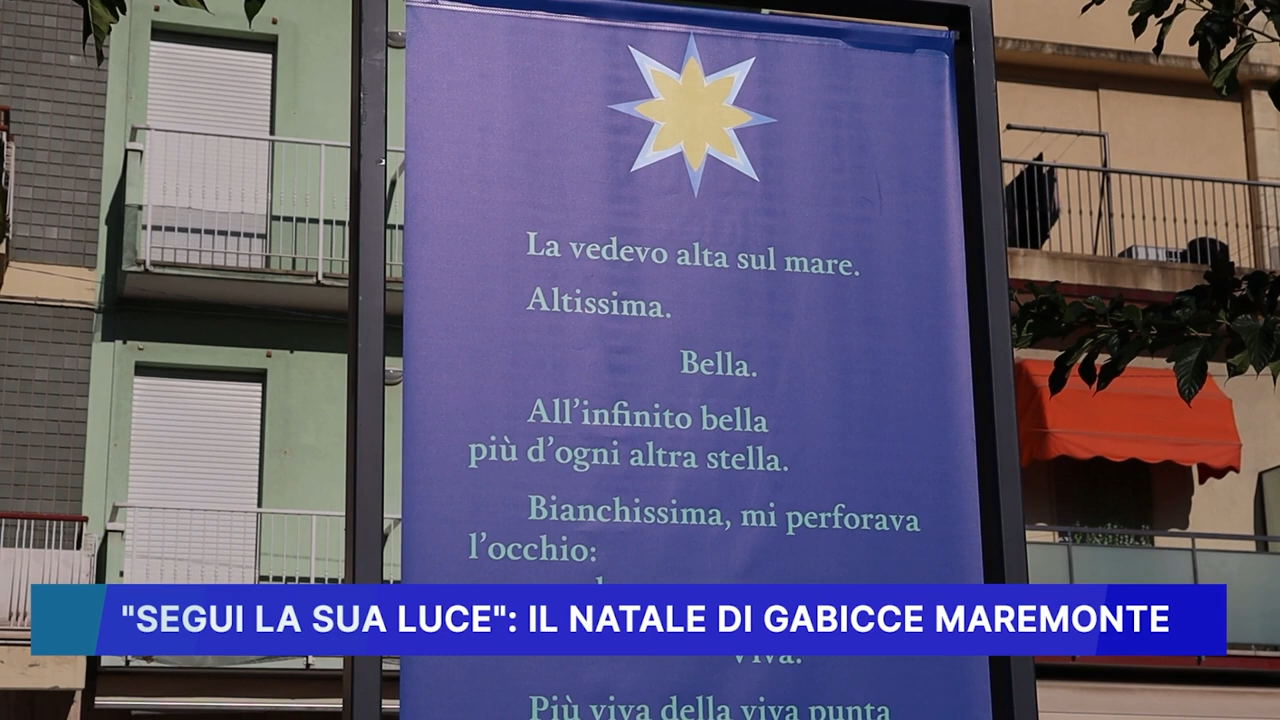 La vedevo alta sul mare.
Altissima.
Bella.
All'infinito bella
più d'ogni altra stella.
Bianchissima, mi perforava
l'occhio:
"SEGUI LA SUA LUCE": IL NATALE DI GABICCE MAREMONTE
Viva.
Più viva della viva punta